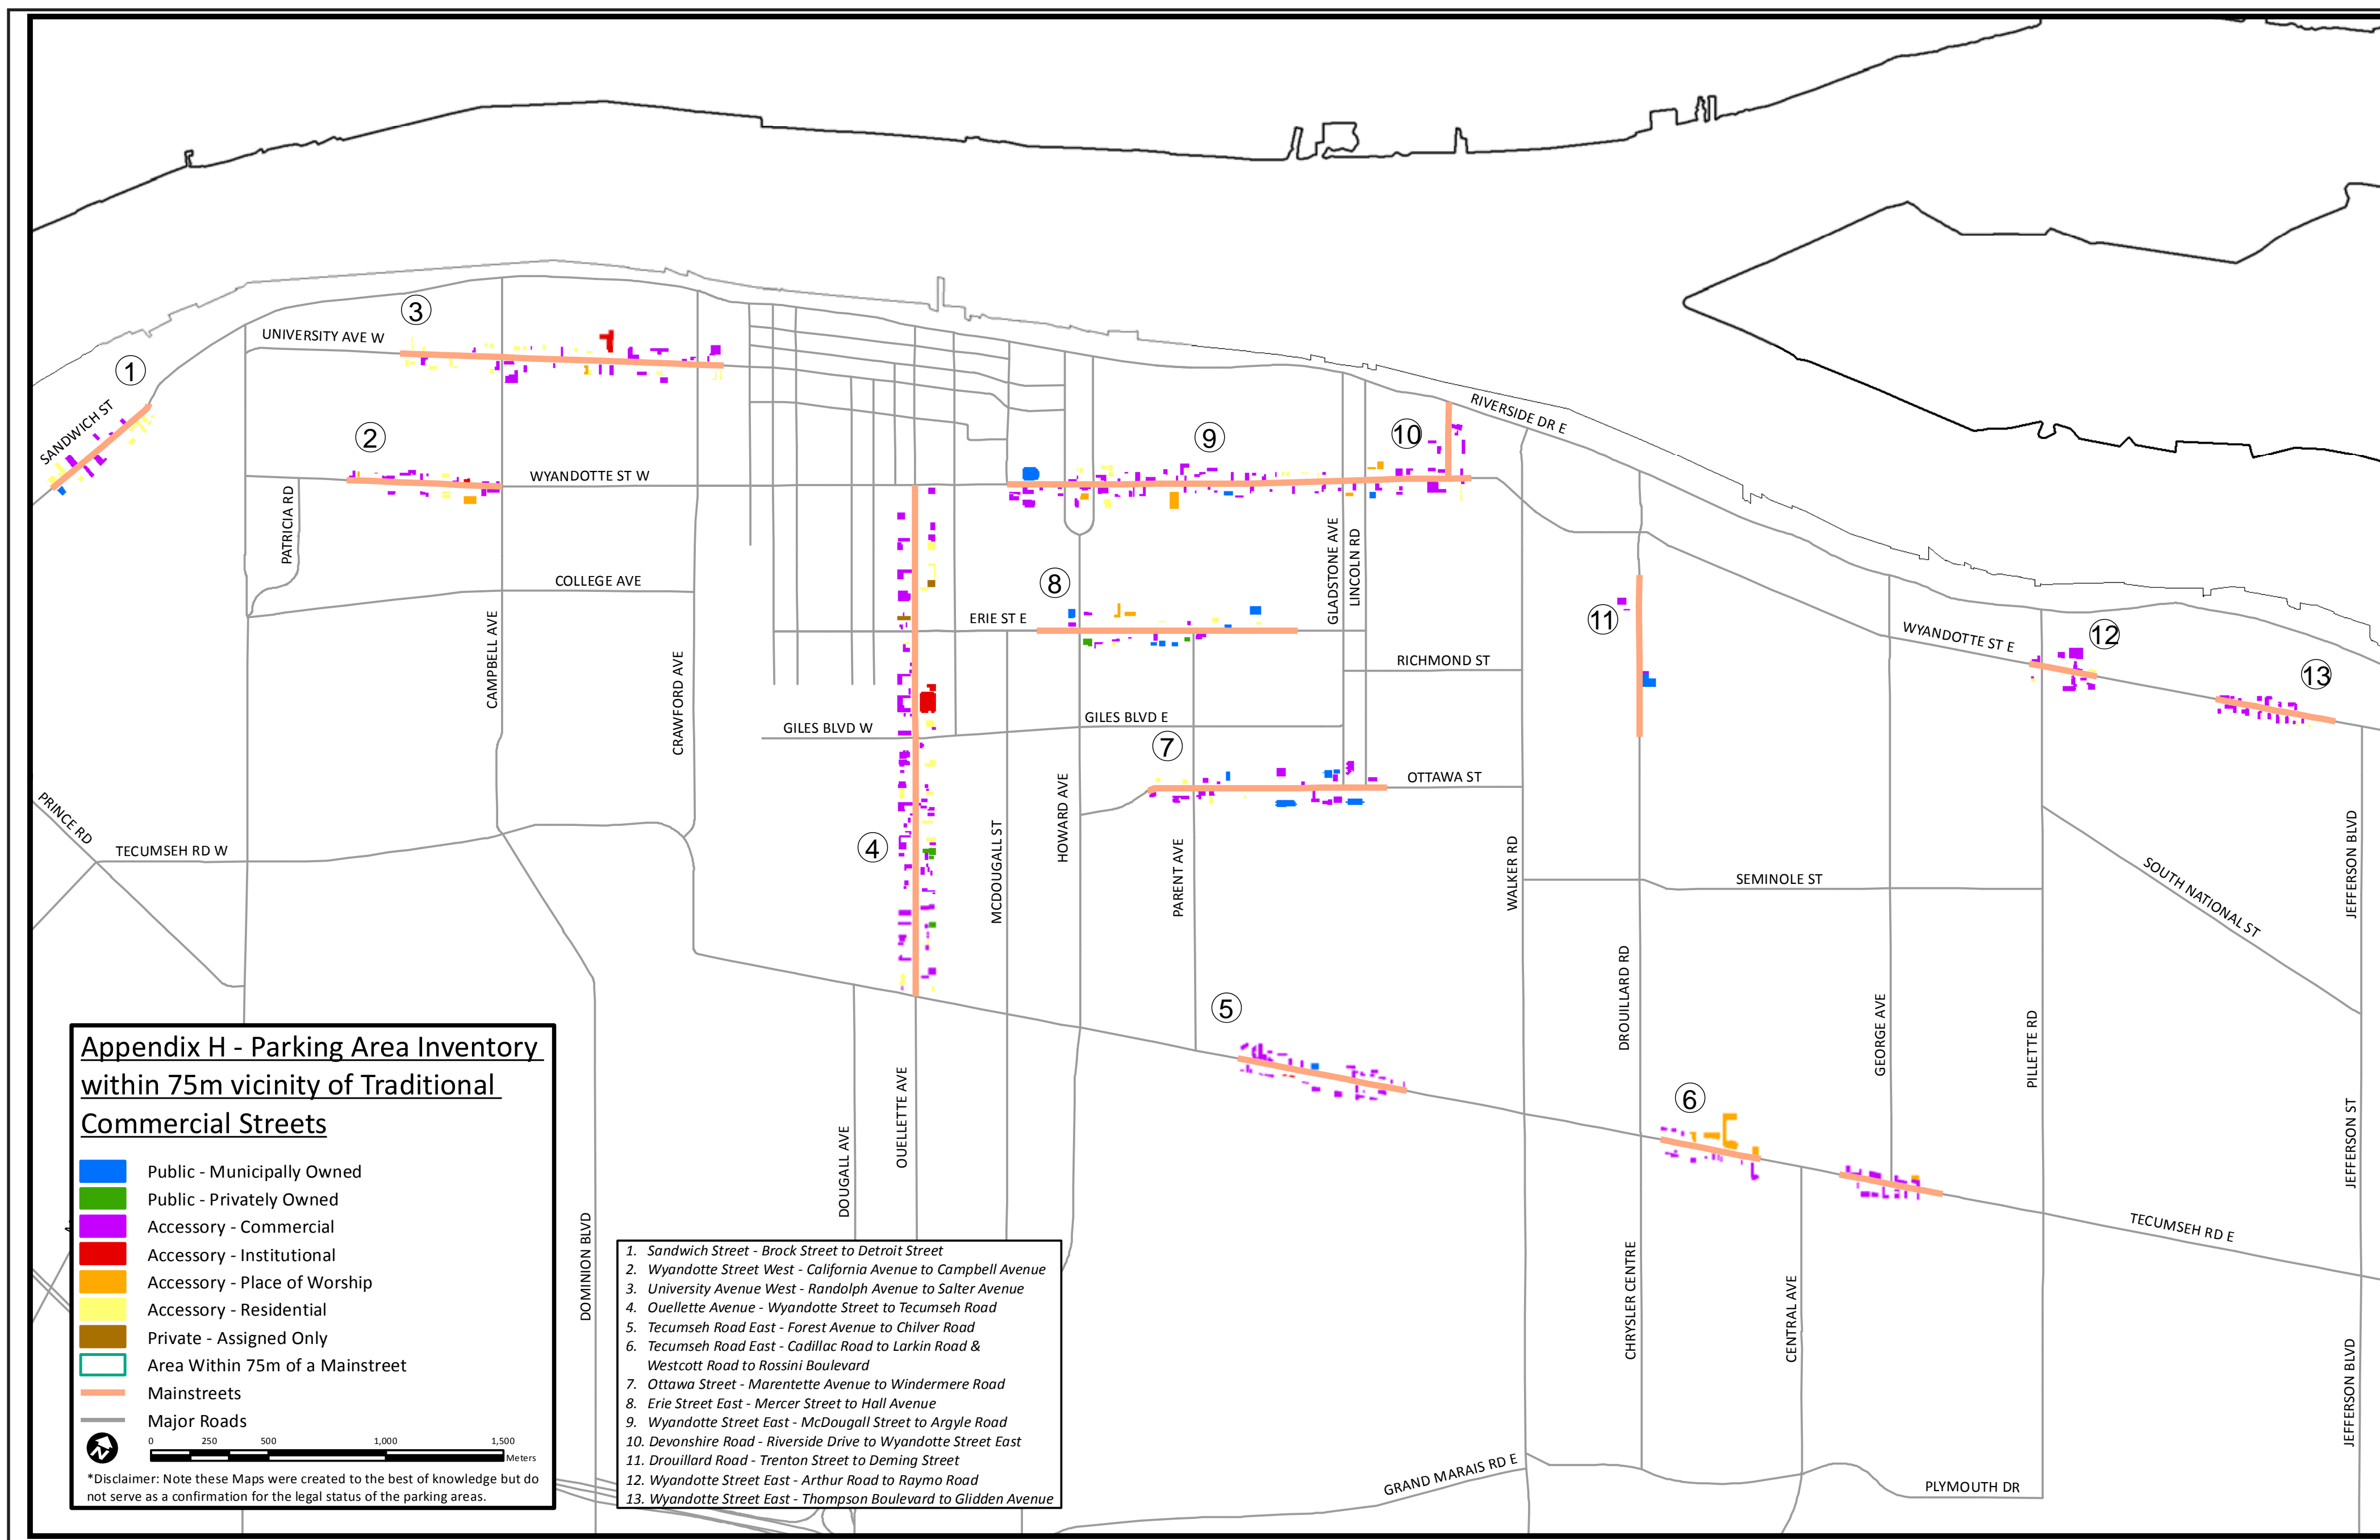 3
UNIVERSITY AVE W
1
SANDWICH ST
2
WYANDOTTE ST W
PATRICIA RD
COLLEGE AVE
CAMPBELL AVE
CRAWFORD AVE
9
10
RIVERSIDE DR E
GLADSTONE AVE
LINCOLN RD
8
ERIE ST E
11
RICHMOND ST
WYANDOTTE ST E
12
13
GILES BLVD W
GILES BLVD E
7
OTTAWA ST
PRINCE RD
TECUMSEH RD W
4
MCDOUGALL ST
HOWARD AVE
PARENT AVE
WALKER RD
SEMINOLE ST
SOUTH NATIONAL ST
JEFFERSON BLVD
5
DROUILLARD RD
GEORGE AVE
PILLETTE RD
6
OUELLETTE AVE
DOUGALL AVE
DOMINION BLVD
JEFFERSON ST
TECUMSEH RD E
CHRYSLER CENTRE
CENTRAL AVE
JEFFERSON BLVD
GRAND MARAIS RD E
PLYMOUTH DR
Appendix H - Parking Area Inventory
within 75m vicinity of Traditional
Commercial Streets
Public - Municipally Owned
Public - Privately Owned
Accessory - Commercial
Accessory - Institutional
Accessory - Place of Worship
Accessory - Residential
Private - Assigned Only
Area Within 75m of a Mainstreet
Mainstreets
Major Roads
N
0 250 500 1,000 1,500
Meters
*Disclaimer: Note these Maps were created to the best of knowledge but do
not serve as a confirmation for the legal status of the parking areas.
1. Sandwich Street - Brock Street to Detroit Street
2. Wyandotte Street West - California Avenue to Campbell Avenue
3. University Avenue West - Randolph Avenue to Salter Avenue
4. Ouellette Avenue - Wyandotte Street to Tecumseh Road
5. Tecumseh Road East - Forest Avenue to Chilver Road
6. Tecumseh Road East - Cadillac Road to Larkin Road &
Westcott Road to Rossini Boulevard
7. Ottawa Street - Marentette Avenue to Windermere Road
8. Erie Street East - Mercer Street to Hall Avenue
9. Wyandotte Street East - McDougall Street to Argyle Road
10. Devonshire Road - Riverside Drive to Wyandotte Street East
11. Drouillard Road - Trenton Street to Deming Street
12. Wyandotte Street East - Arthur Road to Raymo Road
13. Wyandotte Street East - Thompson Boulevard to Glidden Avenue